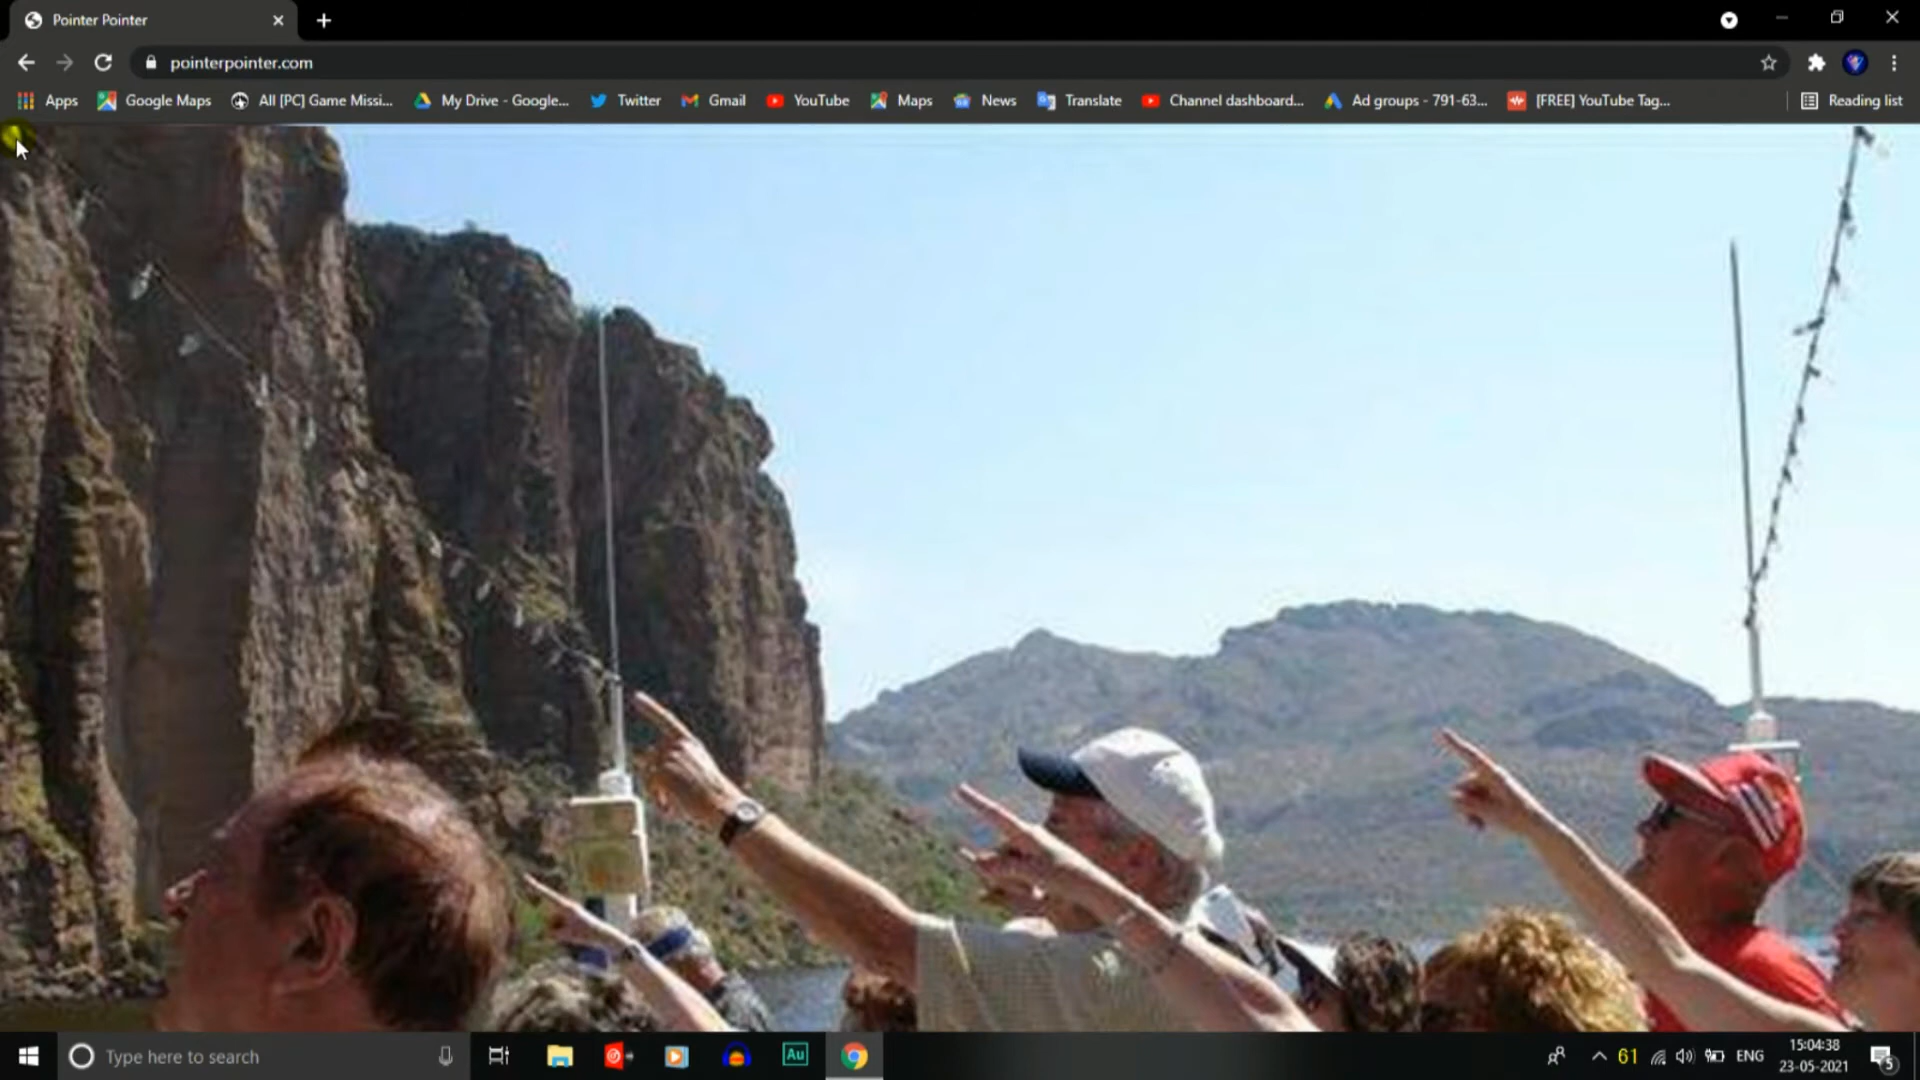 Pointer Pointer
pointerpointer.com
Apps Google Maps All [PC] Game Missi... My Drive - Google... Twitter Gmail YouTube Maps News Translate Channel dashboard... Ad groups - 791-63... [FREE] YouTube Tag... Reading list
Type here to search
Au
61
ENG
15:04:38
23-05-2021
5